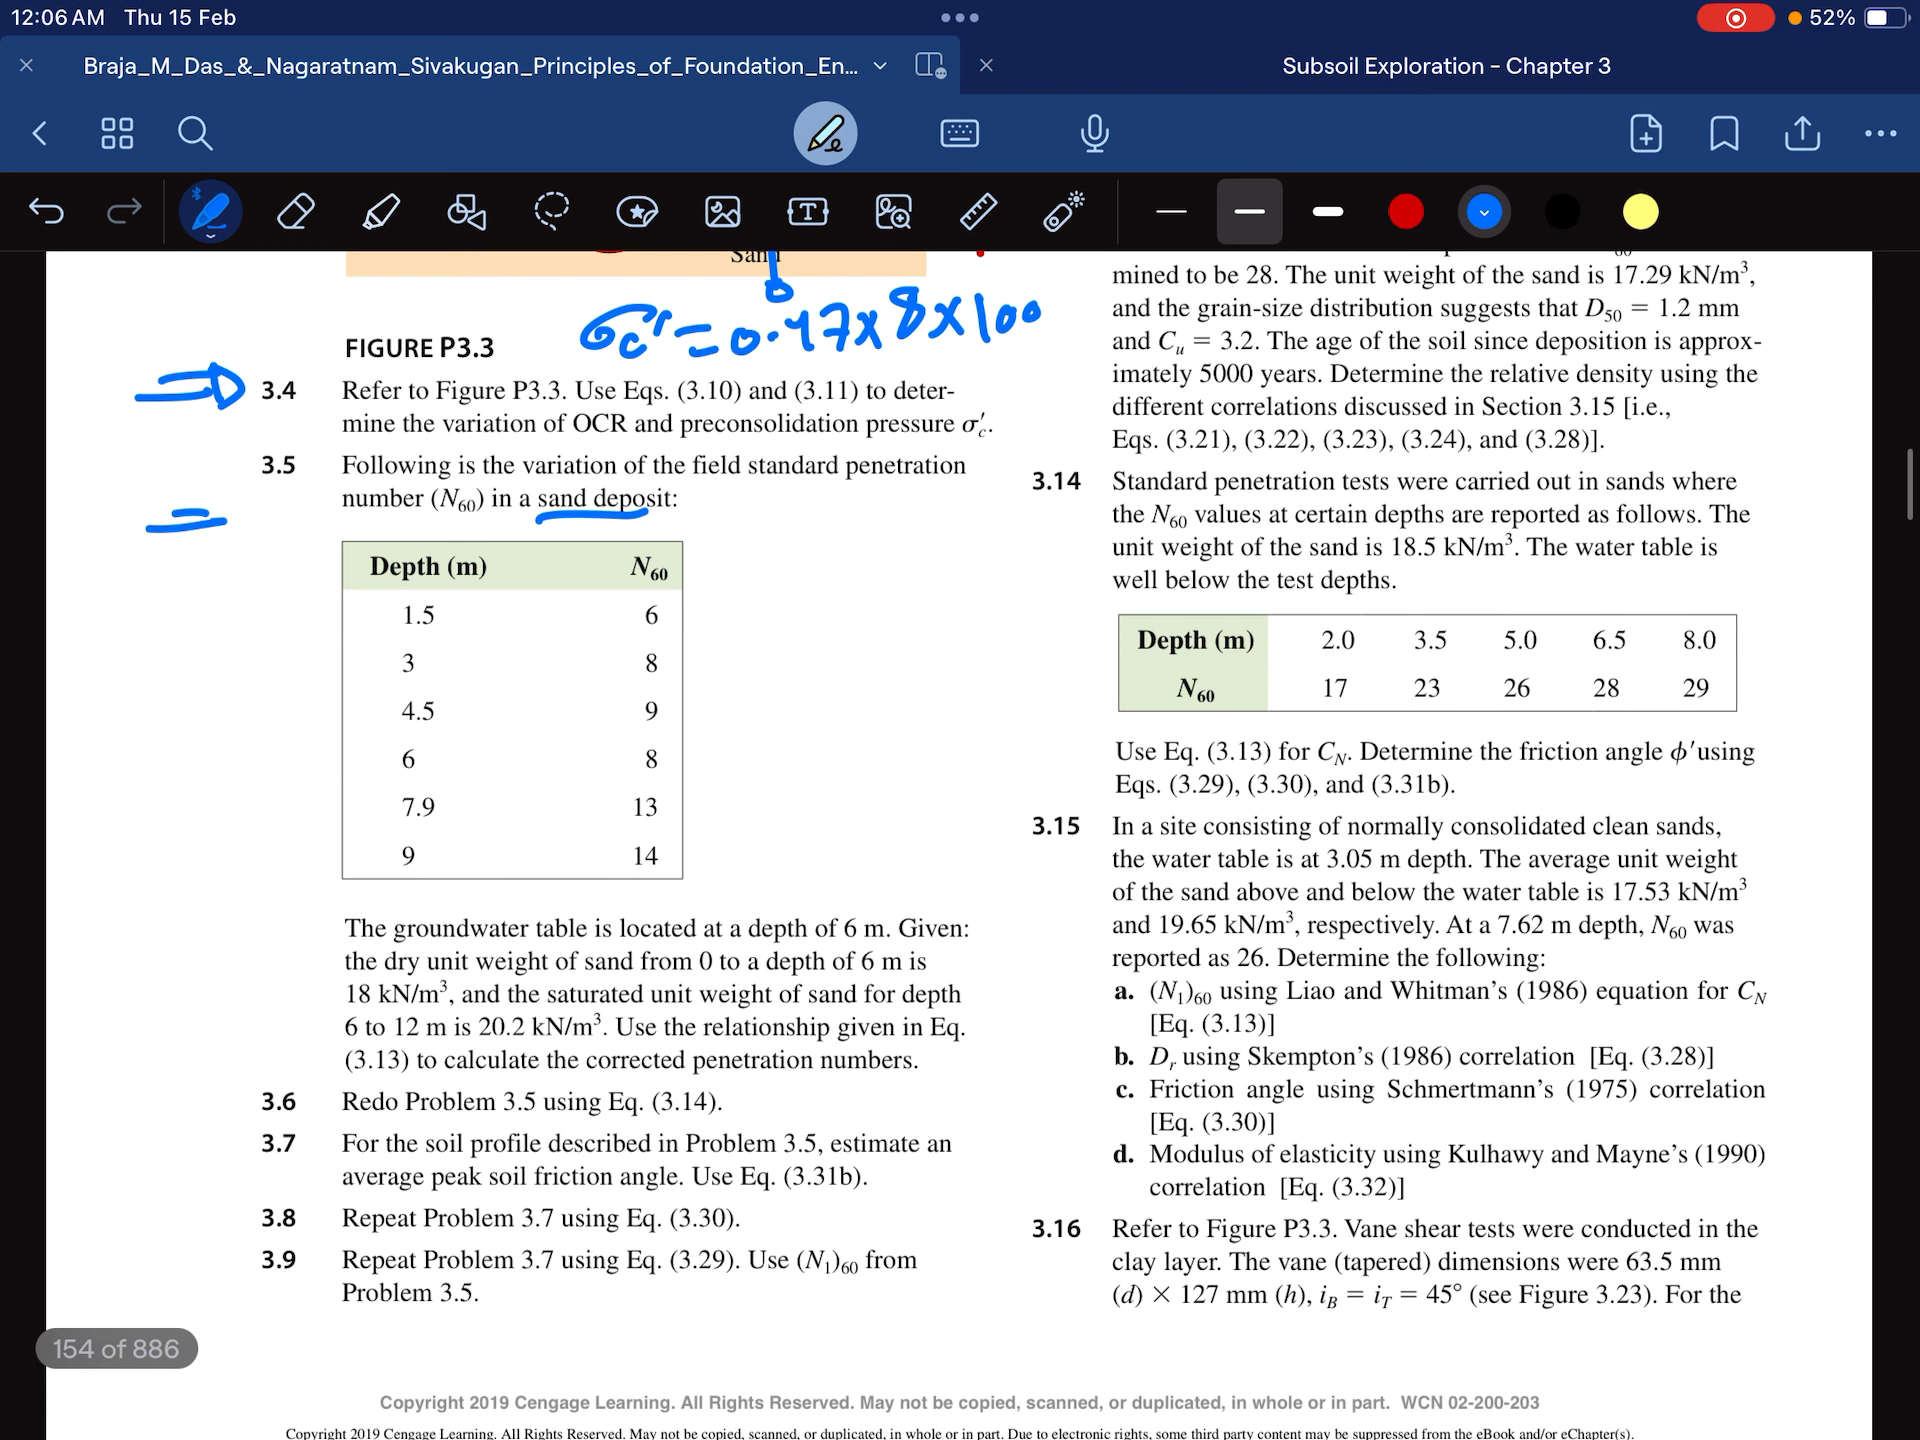 12:06 AM Thu 15 Feb
52%
Braja_M_Das_&_Nagaratnam_Sivakugan_Principles_of_Foundation_En...
Subsoil Exploration - Chapter 3
Sand
σc' = 0.47 x 8 x 100
FIGURE P3.3
3.4 Refer to Figure P3.3. Use Eqs. (3.10) and (3.11) to deter-
mine the variation of OCR and preconsolidation pressure σ′c.
3.5 Following is the variation of the field standard penetration
number (N60) in a sand deposit:
Depth (m) N60
1.5 6
3 8
4.5 9
6 8
7.9 13
9 14
The groundwater table is located at a depth of 6 m. Given:
the dry unit weight of sand from 0 to a depth of 6 m is
18 kN/m³, and the saturated unit weight of sand for depth
6 to 12 m is 20.2 kN/m³. Use the relationship given in Eq.
(3.13) to calculate the corrected penetration numbers.
3.6 Redo Problem 3.5 using Eq. (3.14).
3.7 For the soil profile described in Problem 3.5, estimate an
average peak soil friction angle. Use Eq. (3.31b).
3.8 Repeat Problem 3.7 using Eq. (3.30).
3.9 Repeat Problem 3.7 using Eq. (3.29). Use (N1)60 from
Problem 3.5.
mined to be 28. The unit weight of the sand is 17.29 kN/m³,
and the grain-size distribution suggests that D50 = 1.2 mm
and Cu = 3.2. The age of the soil since deposition is approx-
imately 5000 years. Determine the relative density using the
different correlations discussed in Section 3.15 [i.e.,
Eqs. (3.21), (3.22), (3.23), (3.24), and (3.28)].
3.14 Standard penetration tests were carried out in sands where
the N60 values at certain depths are reported as follows. The
unit weight of the sand is 18.5 kN/m³. The water table is
well below the test depths.
Depth (m) 2.0 3.5 5.0 6.5 8.0
N60 17 23 26 28 29
Use Eq. (3.13) for CN. Determine the friction angle ϕ′using
Eqs. (3.29), (3.30), and (3.31b).
3.15 In a site consisting of normally consolidated clean sands,
the water table is at 3.05 m depth. The average unit weight
of the sand above and below the water table is 17.53 kN/m³
and 19.65 kN/m³, respectively. At a 7.62 m depth, N60 was
reported as 26. Determine the following:
a. (N1)60 using Liao and Whitman's (1986) equation for CN
[Eq. (3.13)]
b. Dr using Skempton's (1986) correlation [Eq. (3.28)]
c. Friction angle using Schmertmann's (1975) correlation
[Eq. (3.30)]
d. Modulus of elasticity using Kulhawy and Mayne's (1990)
correlation [Eq. (3.32)]
3.16 Refer to Figure P3.3. Vane shear tests were conducted in the
clay layer. The vane (tapered) dimensions were 63.5 mm
(d) × 127 mm (h), iB = iT = 45° (see Figure 3.23). For the
154 of 886
Copyright 2019 Cengage Learning. All Rights Reserved. May not be copied, scanned, or duplicated, in whole or in part. WCN 02-200-203
Copyright 2019 Cengage Learning. All Rights Reserved. May not be copied, scanned, or duplicated, in whole or in part. Due to electronic rights, some third party content may be suppressed from the eBook and/or eChapter(s).